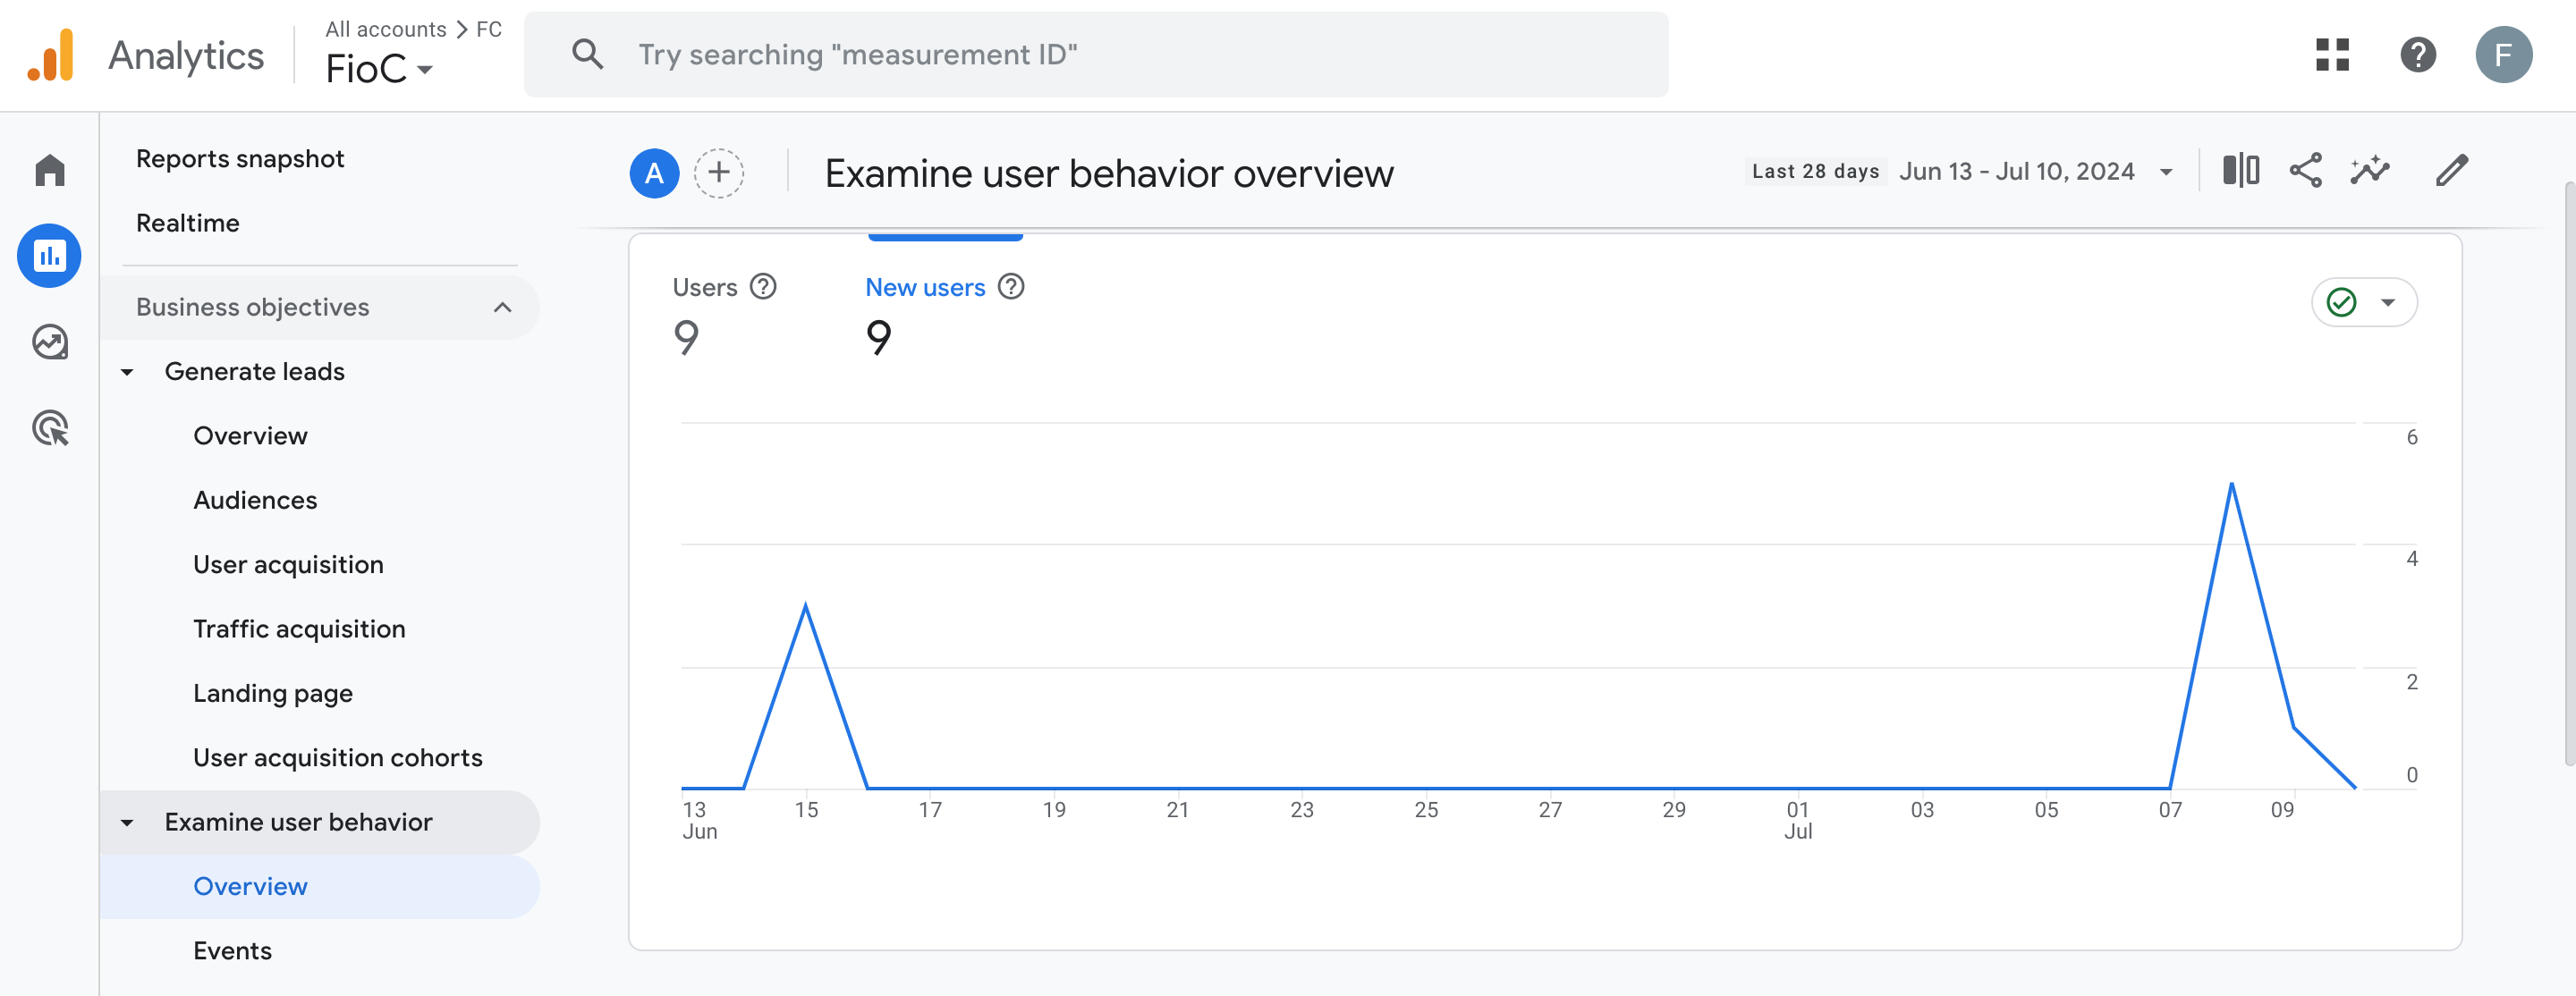 Analytics
All accounts > FC
FioC
Try searching "measurement ID"
?
F
Reports snapshot
Realtime
Business objectives
Generate leads
Overview
Audiences
User acquisition
Traffic acquisition
Landing page
User acquisition cohorts
Examine user behavior
Overview
Events
A
+
Examine user behavior overview
Last 28 days Jun 13 - Jul 10, 2024
Users ?
9
New users ?
9
6
4
2
0
13 15 17 19 21 23 25 27 29 01 03 05 07 09
Jun Jul